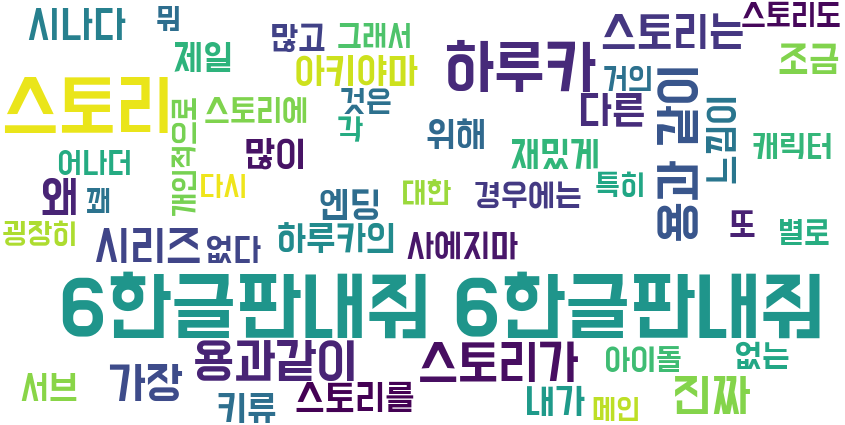 시나다 뭐 많고 그래서 스토리는 스토리도
제일 아키야마 하루카 거의 조금
스토리 개인적으로 스토리에 것은 각 위해 다른 용과 같이 느낌이
어나더 많이 재밌게 캐릭터
왜 꽤 다시 엔딩 대한 경우에는 특히 또 별로
굉장히 시리즈 없다 하루카의 사에지마
6한글판내줘 6한글판내줘
용과같이 스토리가 아이돌 없는
서브 가장 키류 스토리를 내가 메인 진짜